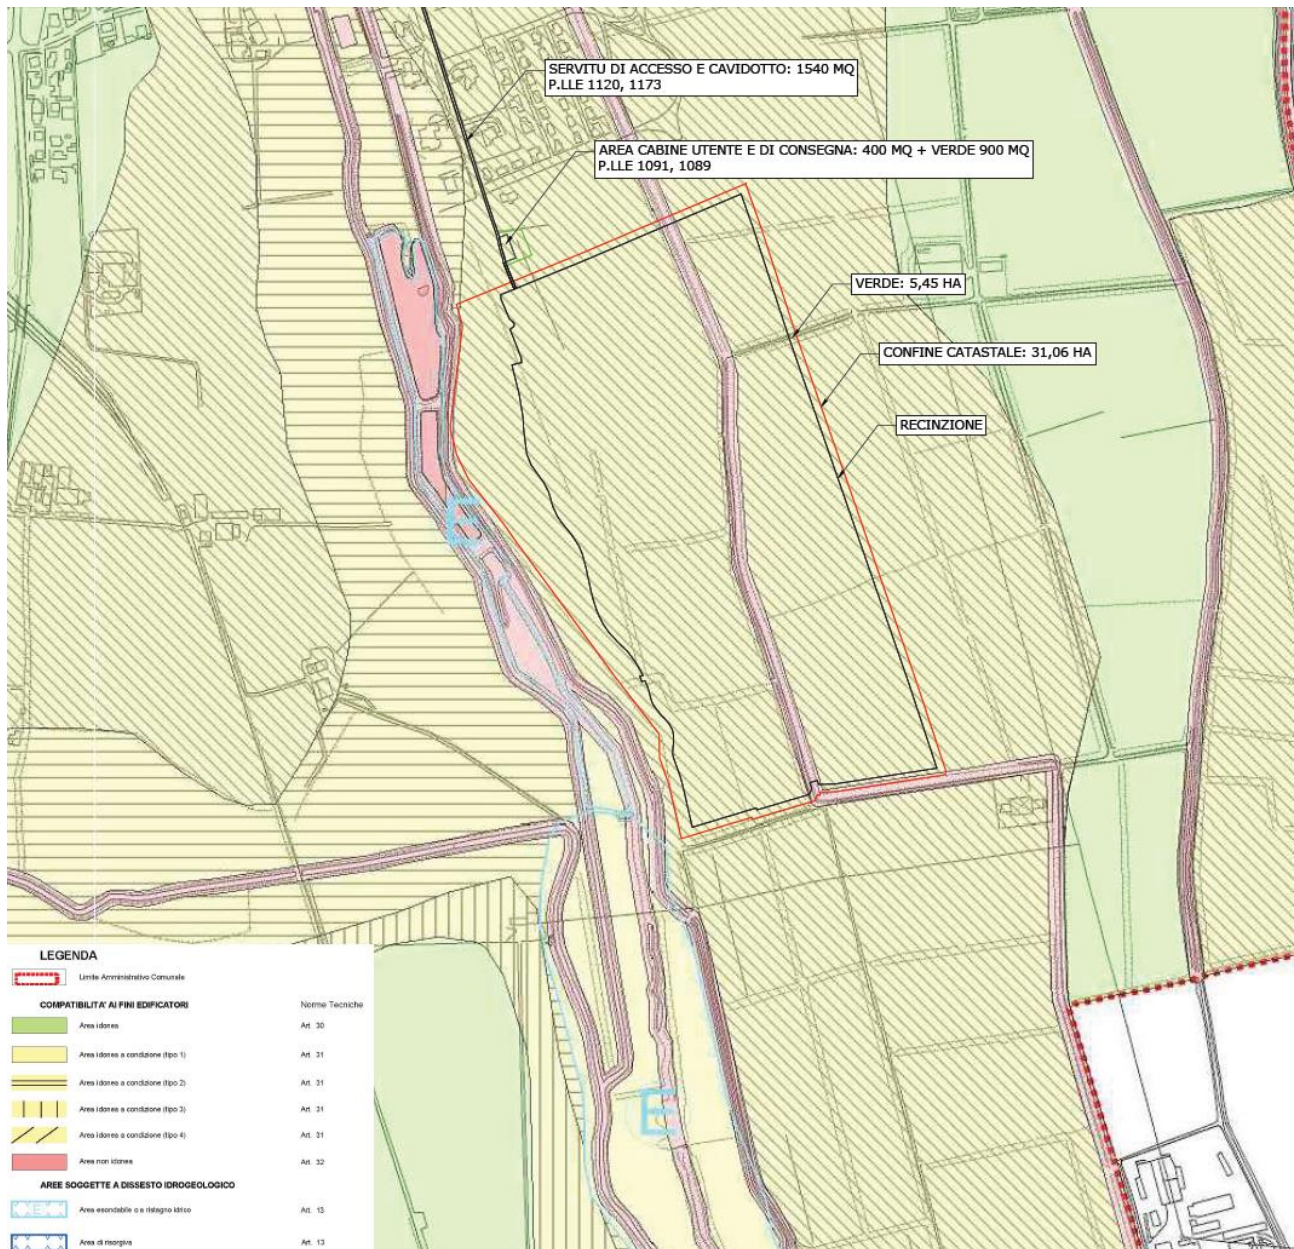 SERVITU DI ACCESSO E CAVIDOTTO: 1540 MQ
P.LLE 1120, 1173
AREA CABINE UTENTE E DI CONSEGNA: 400 MQ + VERDE 900 MQ
P.LLE 1091, 1089
VERDE: 5,45 HA
CONFINE CATASTALE: 31,06 HA
RECINZIONE
E
E
LEGENDA
Limite Amministrativo Comunale
COMPATIBILITA' AI FINI EDIFICATORI Norme Tecniche
Area idonea Art. 30
Area idonea a condizione (tipo 1) Art. 31
Area idonea a condizione (tipo 2) Art. 31
Area idonea a condizione (tipo 3) Art. 31
Area idonea a condizione (tipo 4) Art. 31
Area non idonea Art. 32
AREE SOGGETTE A DISSESTO IDROGEOLOGICO
E Area esondabile o a ristagno idrico Art. 13
Area di risorgiva Art. 13